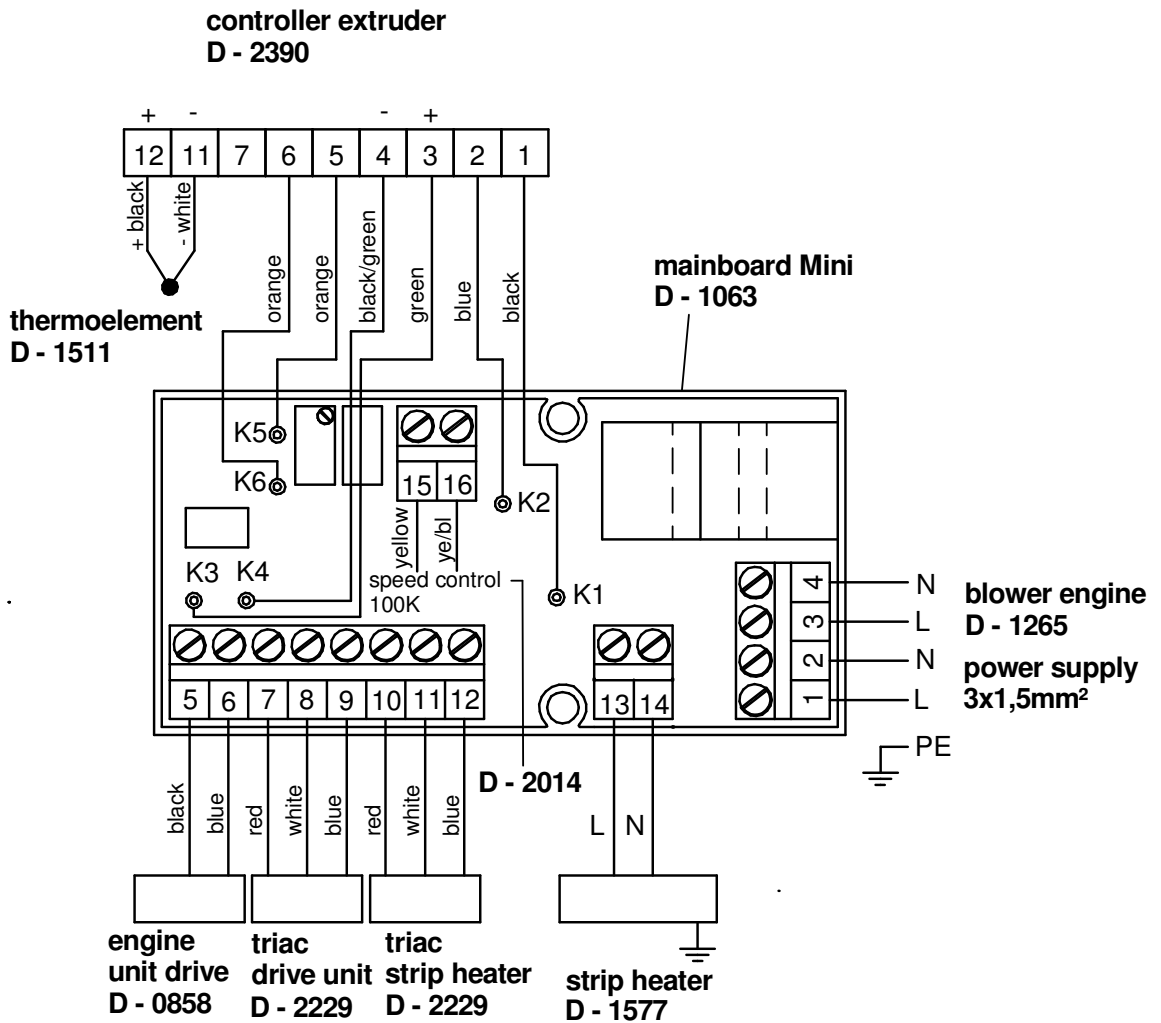 controller extruder
D - 2390
+ - - +
12 11 7 6 5 4 3 2 1
+ black
- white
orange
orange
black/green
green
blue
black
thermoelement
D - 1511
mainboard Mini
D - 1063
K5
K6
15 16
K2
yellow
ye/bl
K3 K4
speed control
100K
K1
4 N
3 L
2 N
1 L
blower engine
D - 1265
power supply
3x1,5mm²
PE
5 6 7 8 9 10 11 12
13 14
D - 2014
black
blue
red
white
blue
red
white
blue
L N
engine
unit drive
D - 0858
triac
drive unit
D - 2229
triac
strip heater
D - 2229
strip heater
D - 1577